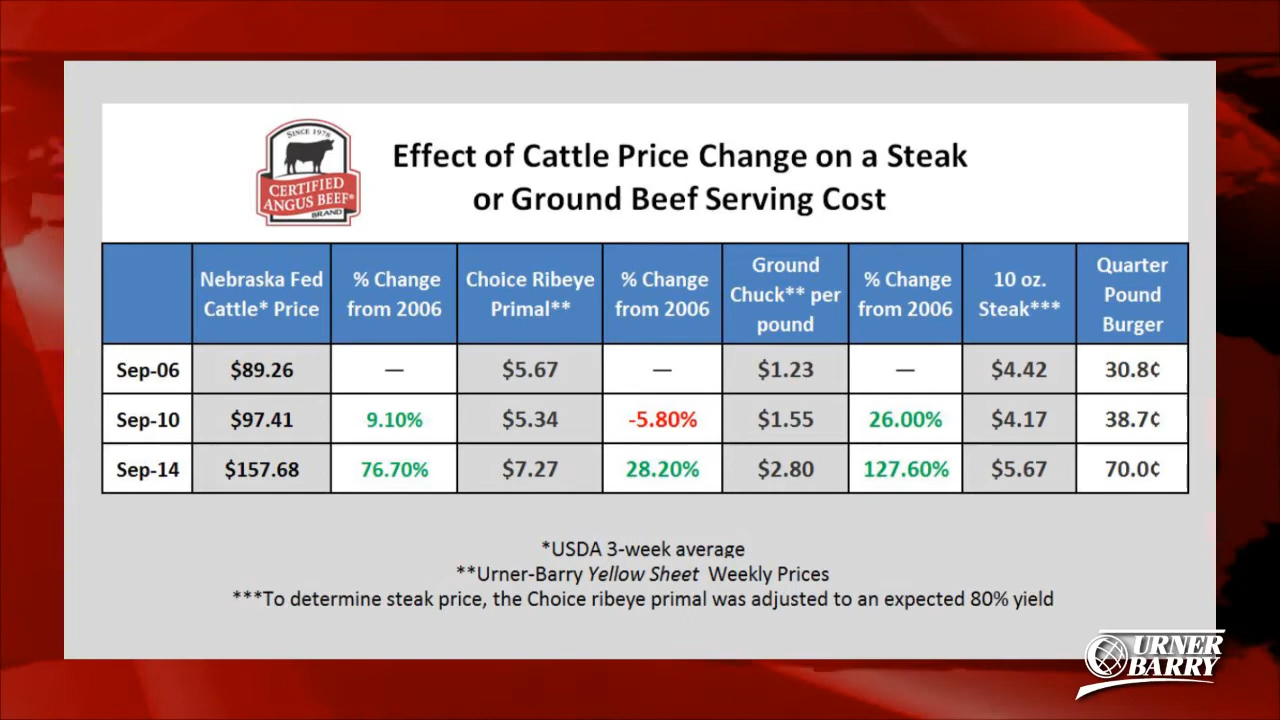 SINCE 1978
CERTIFIED
ANGUS BEEF®
BRAND
Effect of Cattle Price Change on a Steak
or Ground Beef Serving Cost
Nebraska Fed Cattle* Price
% Change from 2006
Choice Ribeye Primal**
% Change from 2006
Ground Chuck** per pound
% Change from 2006
10 oz. Steak***
Quarter Pound Burger
Sep-06 $89.26 — $5.67 — $1.23 — $4.42 30.8¢
Sep-10 $97.41 9.10% $5.34 -5.80% $1.55 26.00% $4.17 38.7¢
Sep-14 $157.68 76.70% $7.27 28.20% $2.80 127.60% $5.67 70.0¢
*USDA 3-week average
**Urner-Barry Yellow Sheet Weekly Prices
***To determine steak price, the Choice ribeye primal was adjusted to an expected 80% yield
URNER
BARRY